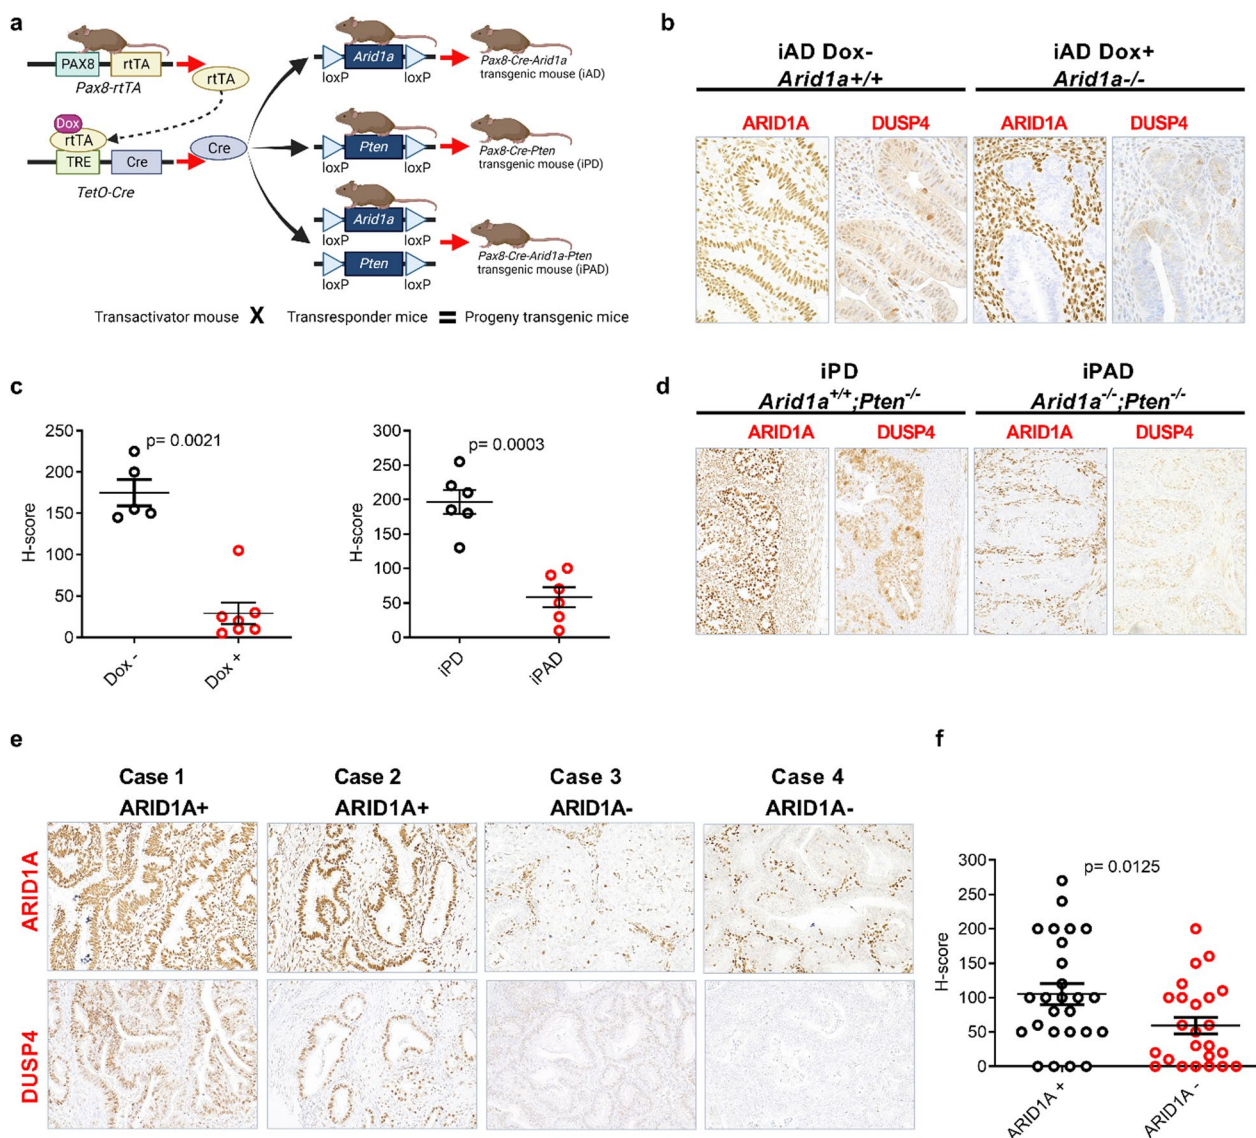 a
PAX8 rtTA
Pax8-rtTA
rtTA
Dox
rtTA
TRE Cre
TetO-Cre
Cre
Arid1a
loxP loxP
Pax8-Cre-Arid1a
transgenic mouse (iAD)
Pten
loxP loxP
Pax8-Cre-Pten
transgenic mouse (iPD)
Arid1a
loxP loxP
Pten
loxP loxP
Pax8-Cre-Arid1a-Pten
transgenic mouse (iPAD)
Transactivator mouse X Transresponder mice = Progeny transgenic mice
b
iAD Dox- iAD Dox+
Arid1a+/+ Arid1a-/-
ARID1A DUSP4 ARID1A DUSP4
c
250
200
150
100
50
0
H-score
p= 0.0021
Dox - Dox +
300
250
200
150
100
50
0
H-score
p= 0.0003
iPD iPAD
d
iPD iPAD
Arid1a+/+;Pten-/- Arid1a-/-;Pten-/-
ARID1A DUSP4 ARID1A DUSP4
e
Case 1 Case 2 Case 3 Case 4
ARID1A+ ARID1A+ ARID1A- ARID1A-
ARID1A
DUSP4
f
300
250
200
150
100
50
0
H-score
p= 0.0125
ARID1A + ARID1A -